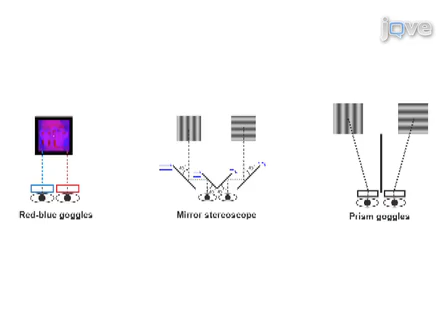 jove
Red-blue goggles
Mirror stereoscope
Prism goggles